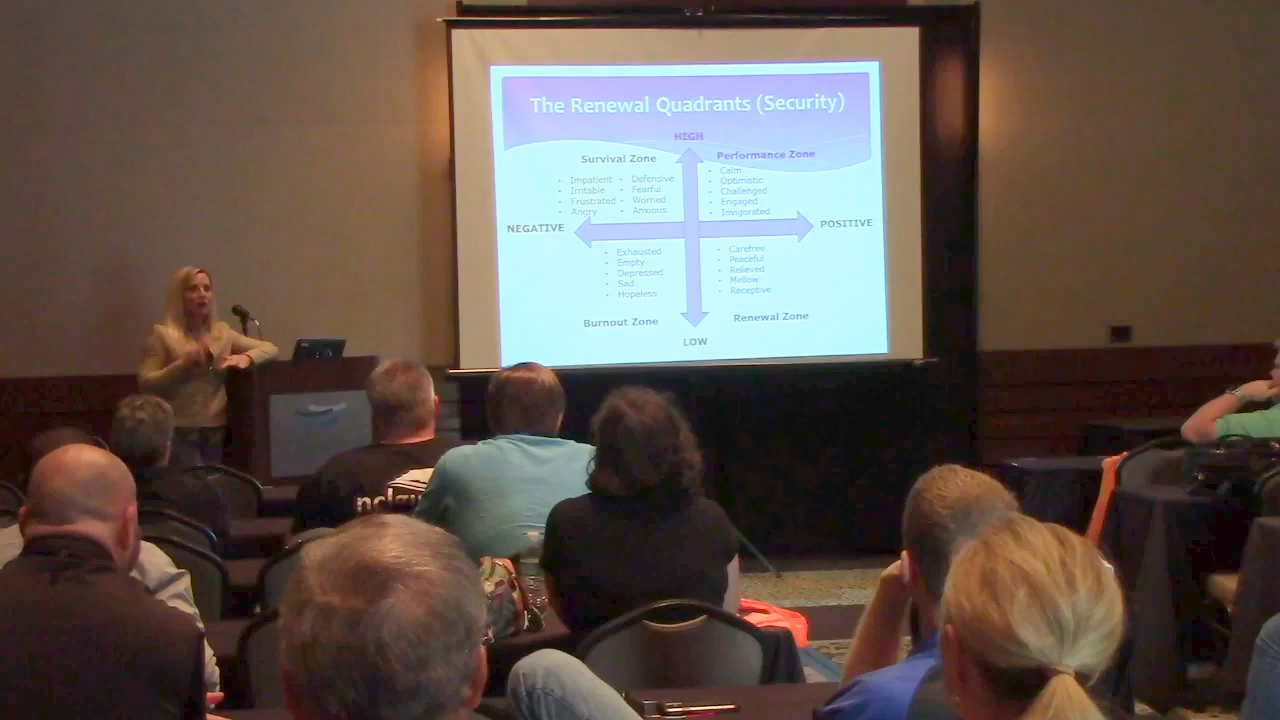 The Renewal Quadrants (Security)
HIGH
Survival Zone
Performance Zone
- Impatient - Defensive
- Irritable - Fearful
- Frustrated - Worried
- Angry - Anxious
- Calm
- Optimistic
- Challenged
- Engaged
- Invigorated
NEGATIVE
POSITIVE
- Exhausted
- Empty
- Depressed
- Sad
- Hopeless
- Carefree
- Peaceful
- Relieved
- Mellow
- Receptive
Burnout Zone
Renewal Zone
LOW